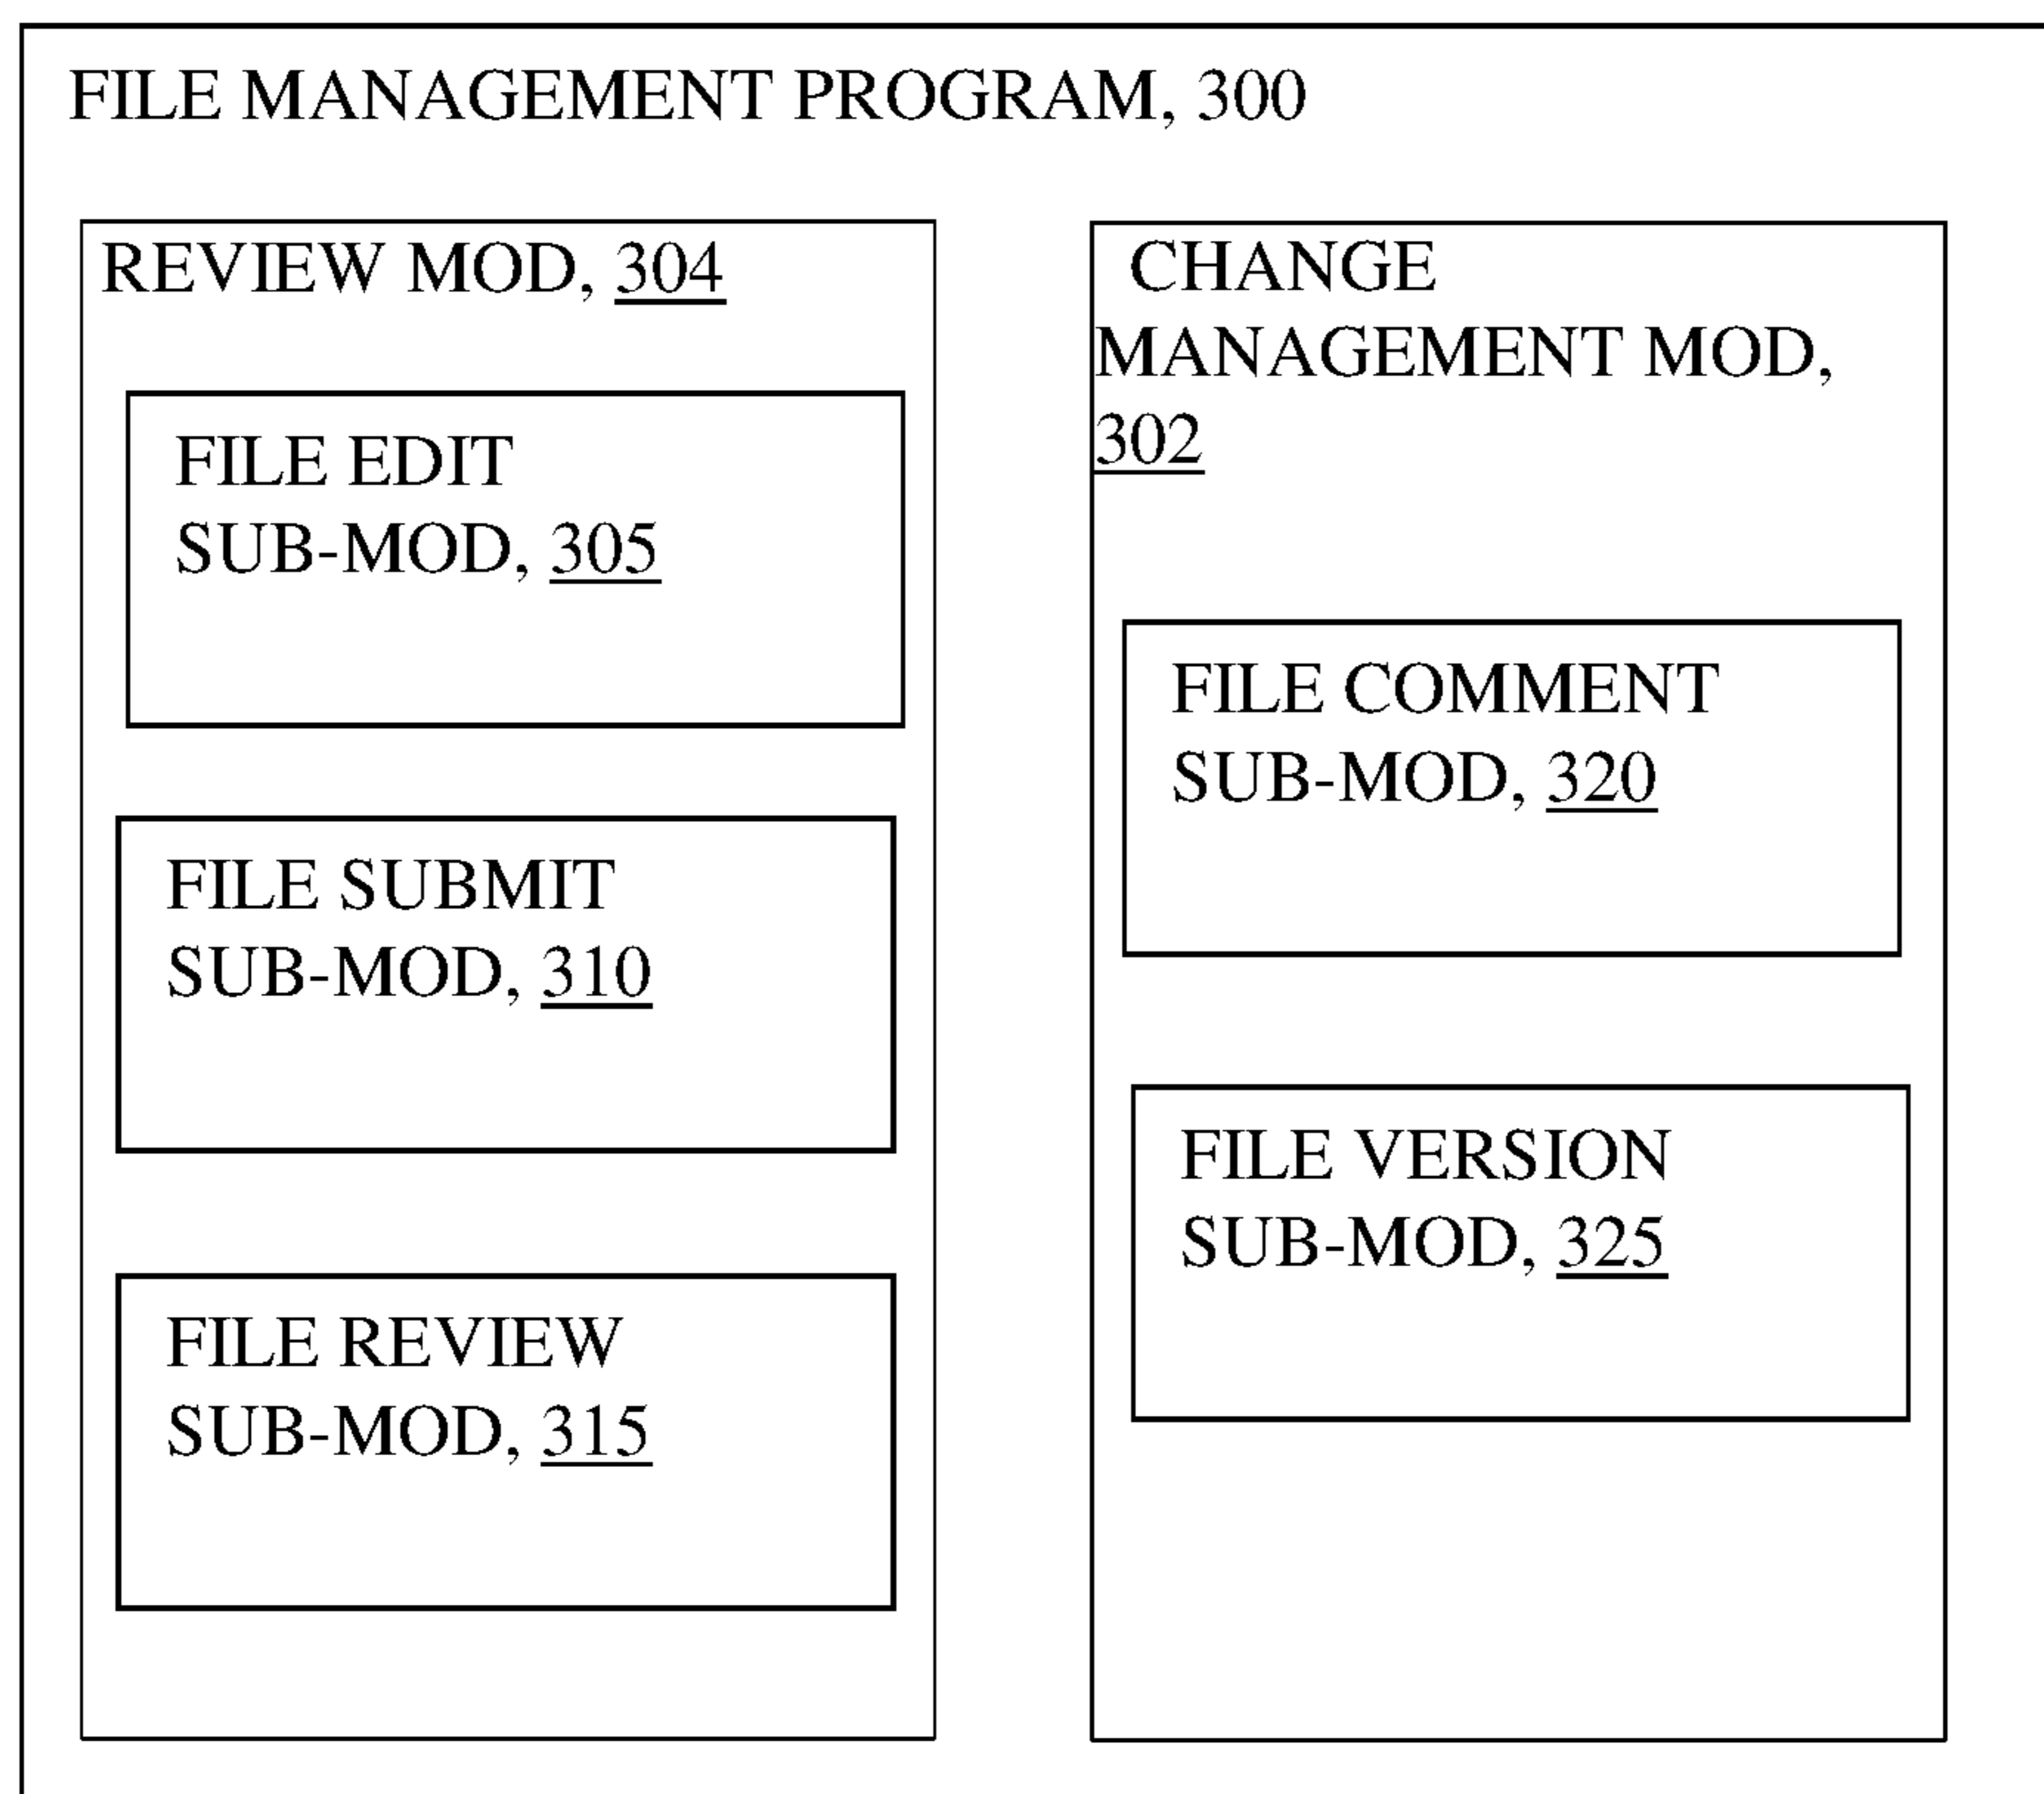 FILE MANAGEMENT PROGRAM, 300
REVIEW MOD, 304
FILE EDIT
SUB-MOD, 305
FILE SUBMIT
SUB-MOD, 310
FILE REVIEW
SUB-MOD, 315
CHANGE
MANAGEMENT MOD,
302
FILE COMMENT
SUB-MOD, 320
FILE VERSION
SUB-MOD, 325